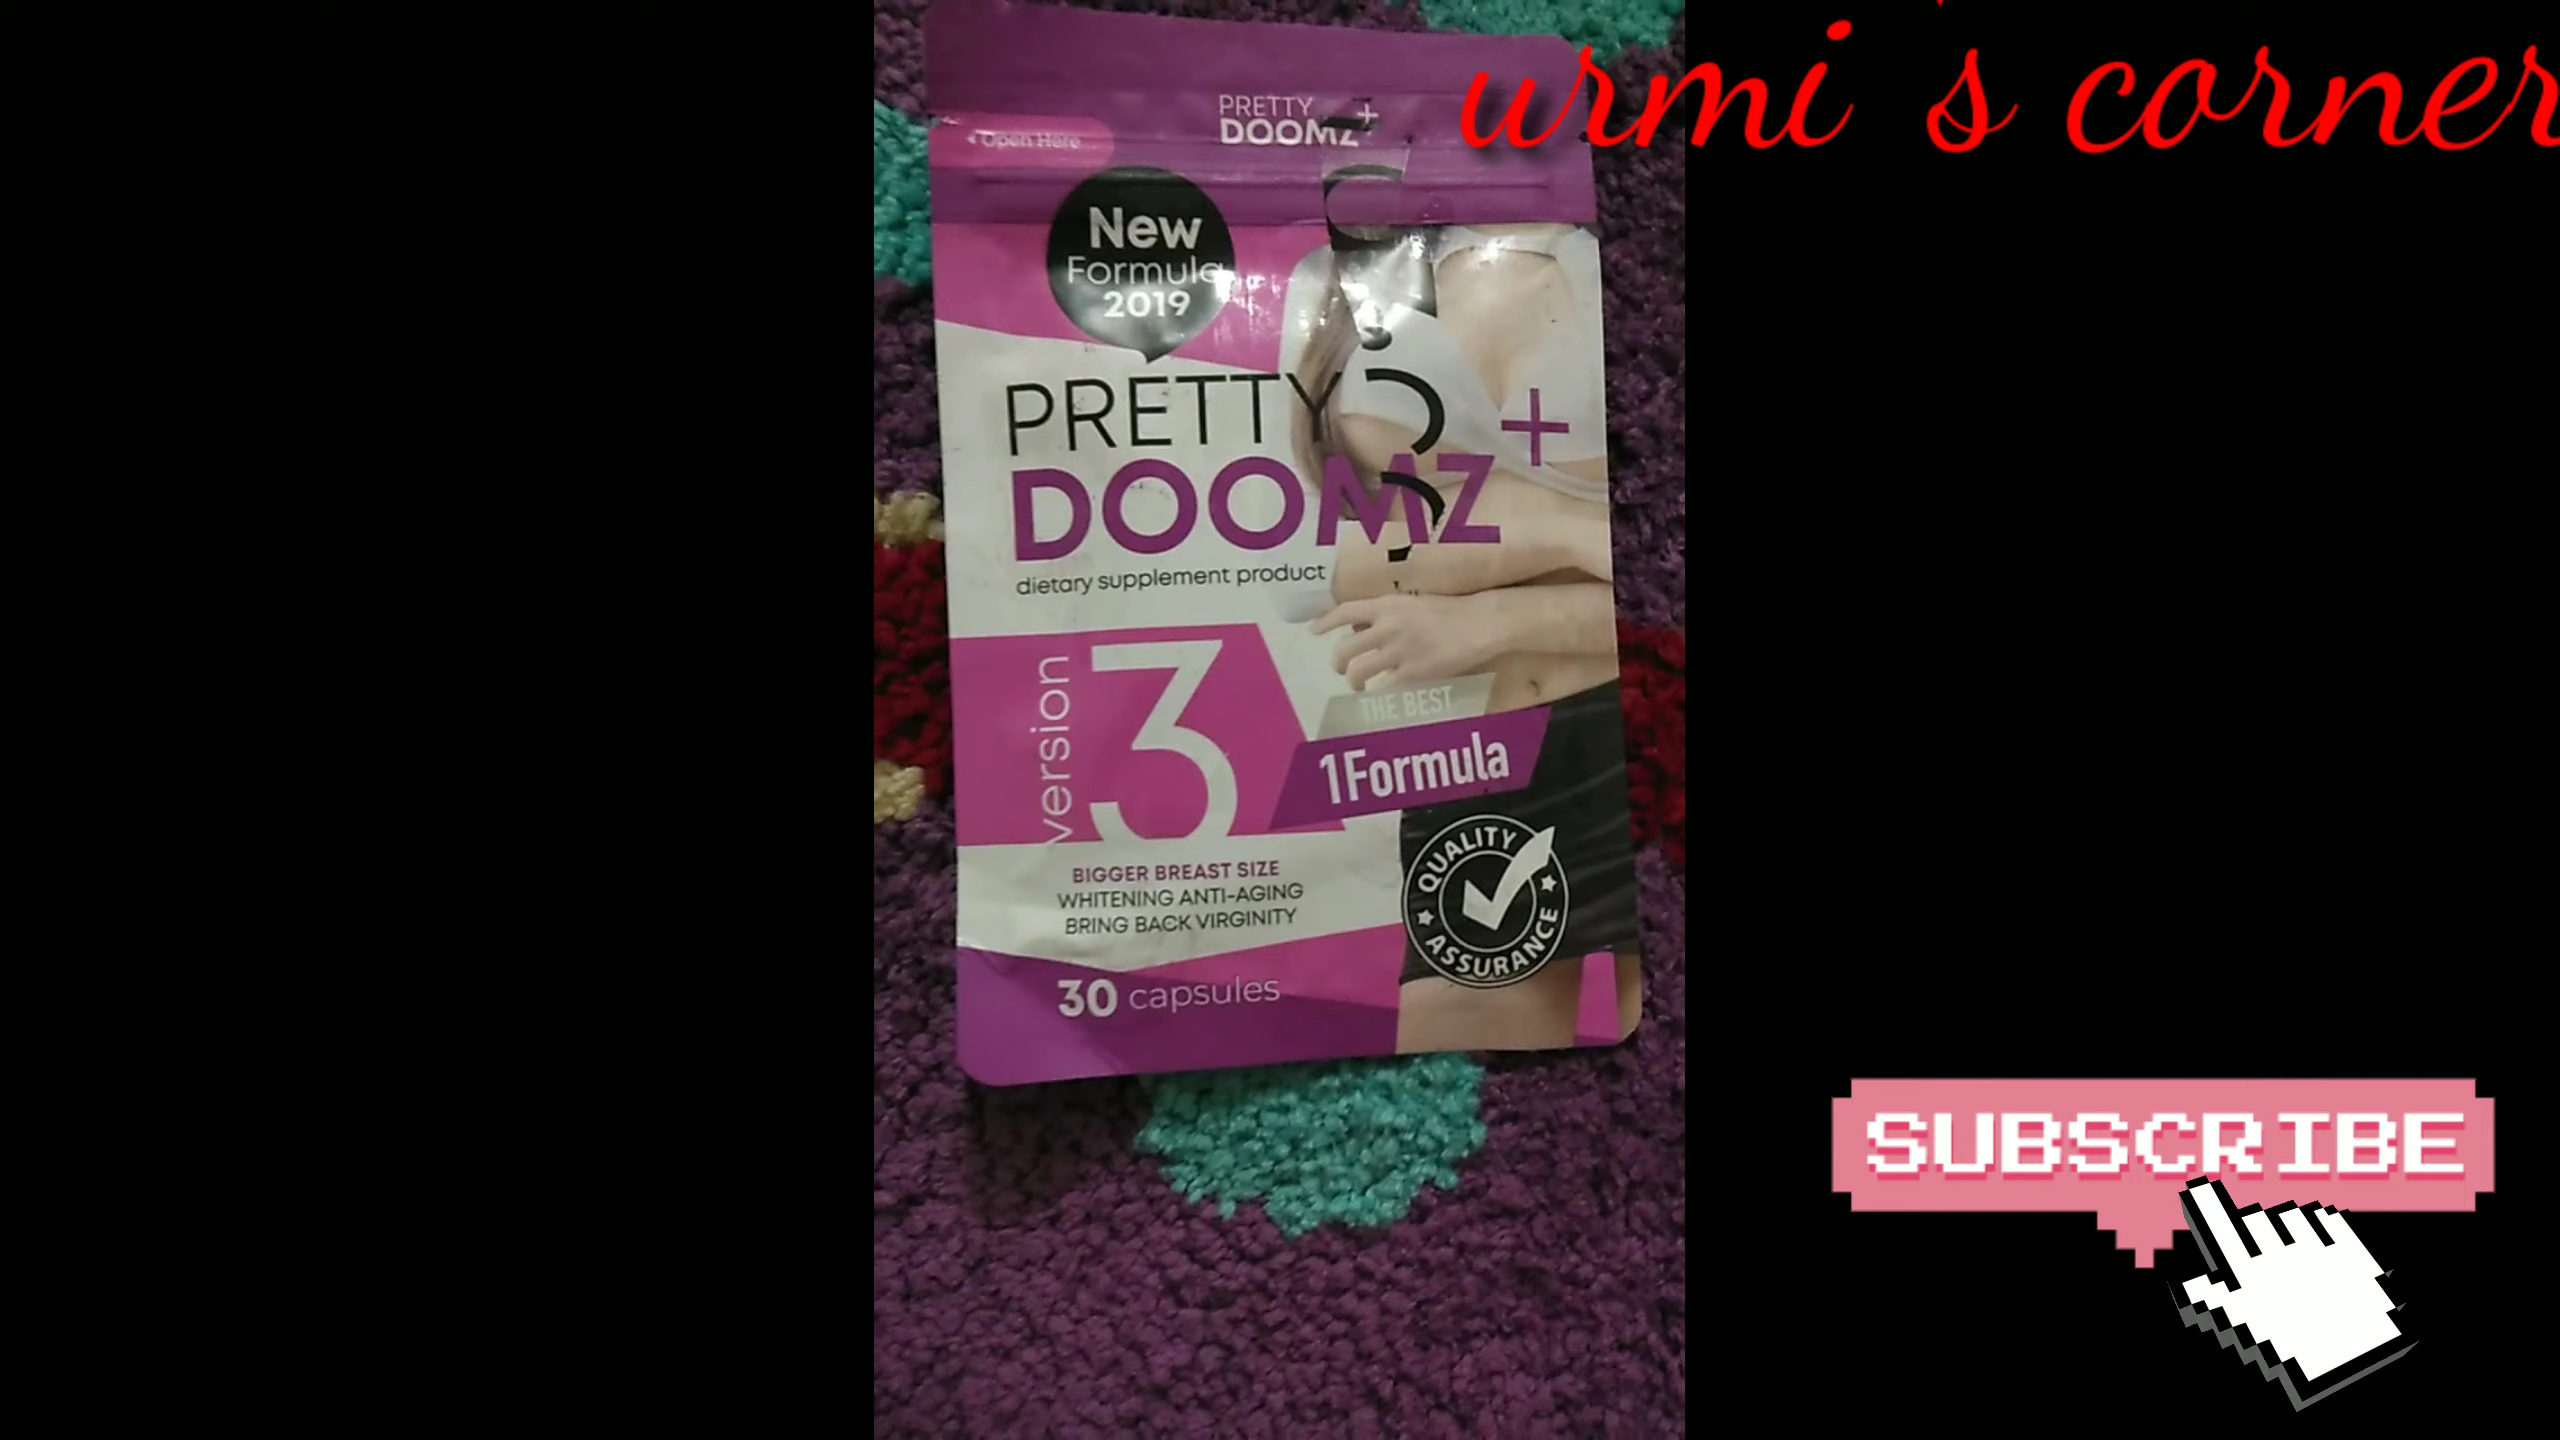 urmi 's corner
PRETTY
DOOMZ+
Open Here
New
Formula
2019
PRETTY
DOOMZ+
dietary supplement product
version
3
THE BEST
1Formula
BIGGER BREAST SIZE
WHITENING ANTI-AGING
BRING BACK VIRGINITY
QUALITY
ASSURANCE
30 capsules
SUBSCRIBE